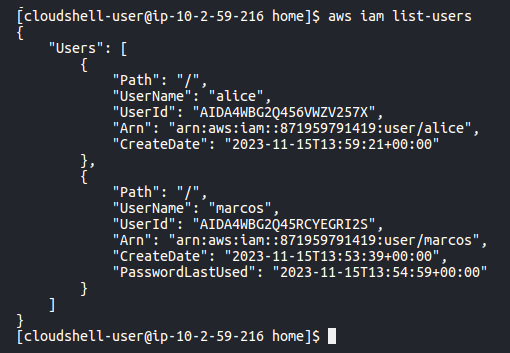 [cloudshell-user@ip-10-2-59-216 home]$ aws iam list-users
{
    "Users": [
        {
            "Path": "/",
            "UserName": "alice",
            "UserId": "AIDA4WBG2Q456VWZV257X",
            "Arn": "arn:aws:iam::871959791419:user/alice",
            "CreateDate": "2023-11-15T13:59:21+00:00"
        },
        {
            "Path": "/",
            "UserName": "marcos",
            "UserId": "AIDA4WBG2Q45RCYEGRI2S",
            "Arn": "arn:aws:iam::871959791419:user/marcos",
            "CreateDate": "2023-11-15T13:53:39+00:00",
            "PasswordLastUsed": "2023-11-15T13:54:59+00:00"
        }
    ]
}
[cloudshell-user@ip-10-2-59-216 home]$